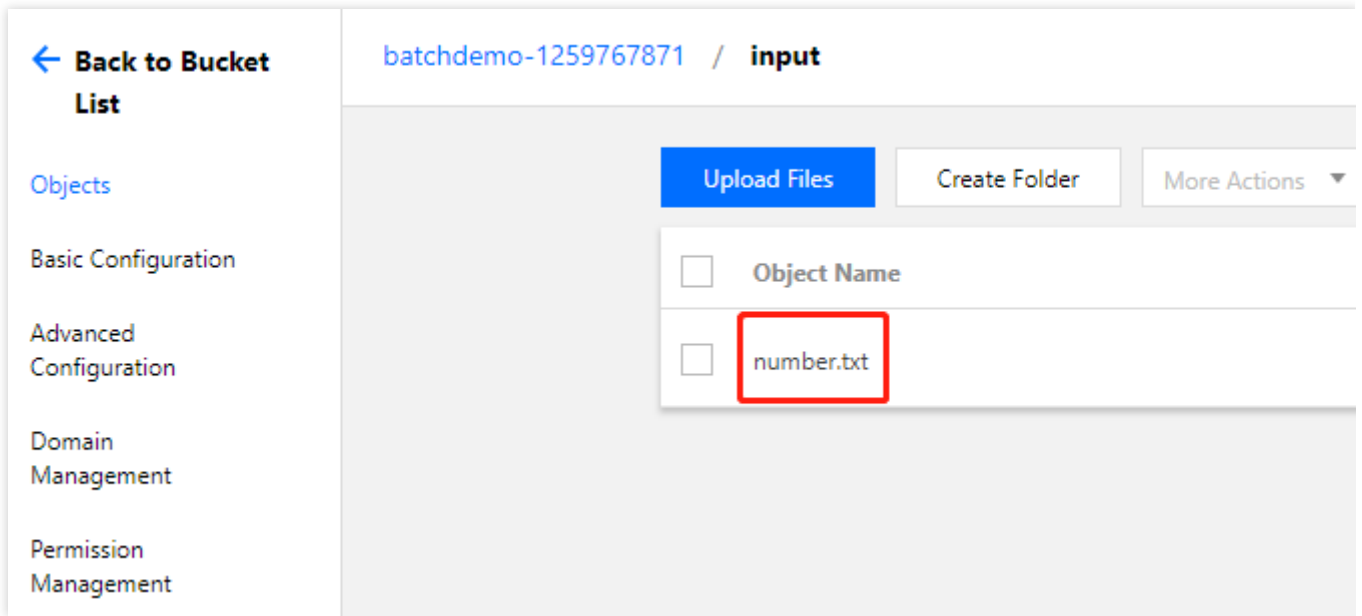 Back to Bucket
List
Objects
Basic Configuration
Advanced
Configuration
Domain
Management
Permission
Management
batchdemo-1259767871 / input
Upload Files
Create Folder
More Actions
Object Name
number.txt